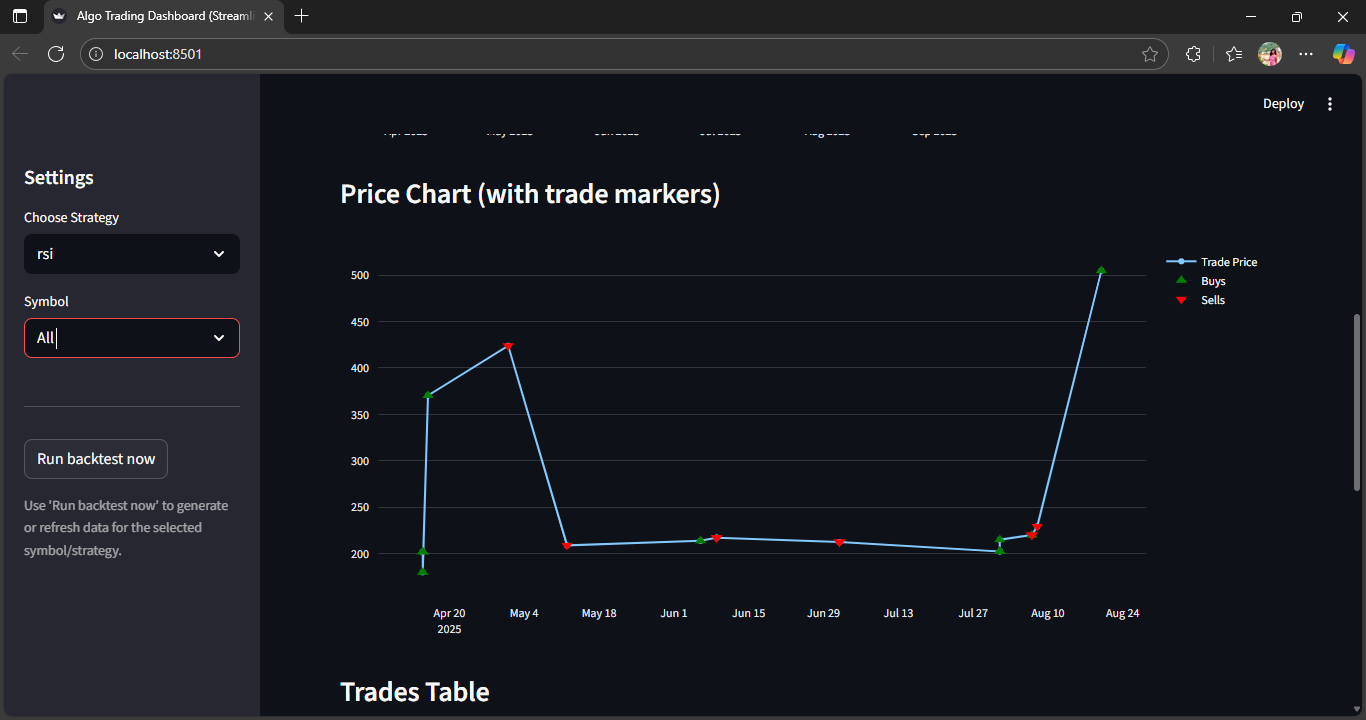 Algo Trading Dashboard (Streamli
localhost:8501
Deploy
Settings
Choose Strategy
rsi
Symbol
All
Run backtest now
Use 'Run backtest now' to generate
or refresh data for the selected
symbol/strategy.
Price Chart (with trade markers)
Trade Price
Buys
Sells
500
450
400
350
300
250
200
Apr 20 May 4 May 18 Jun 1 Jun 15 Jun 29 Jul 13 Jul 27 Aug 10 Aug 24
2025
Trades Table